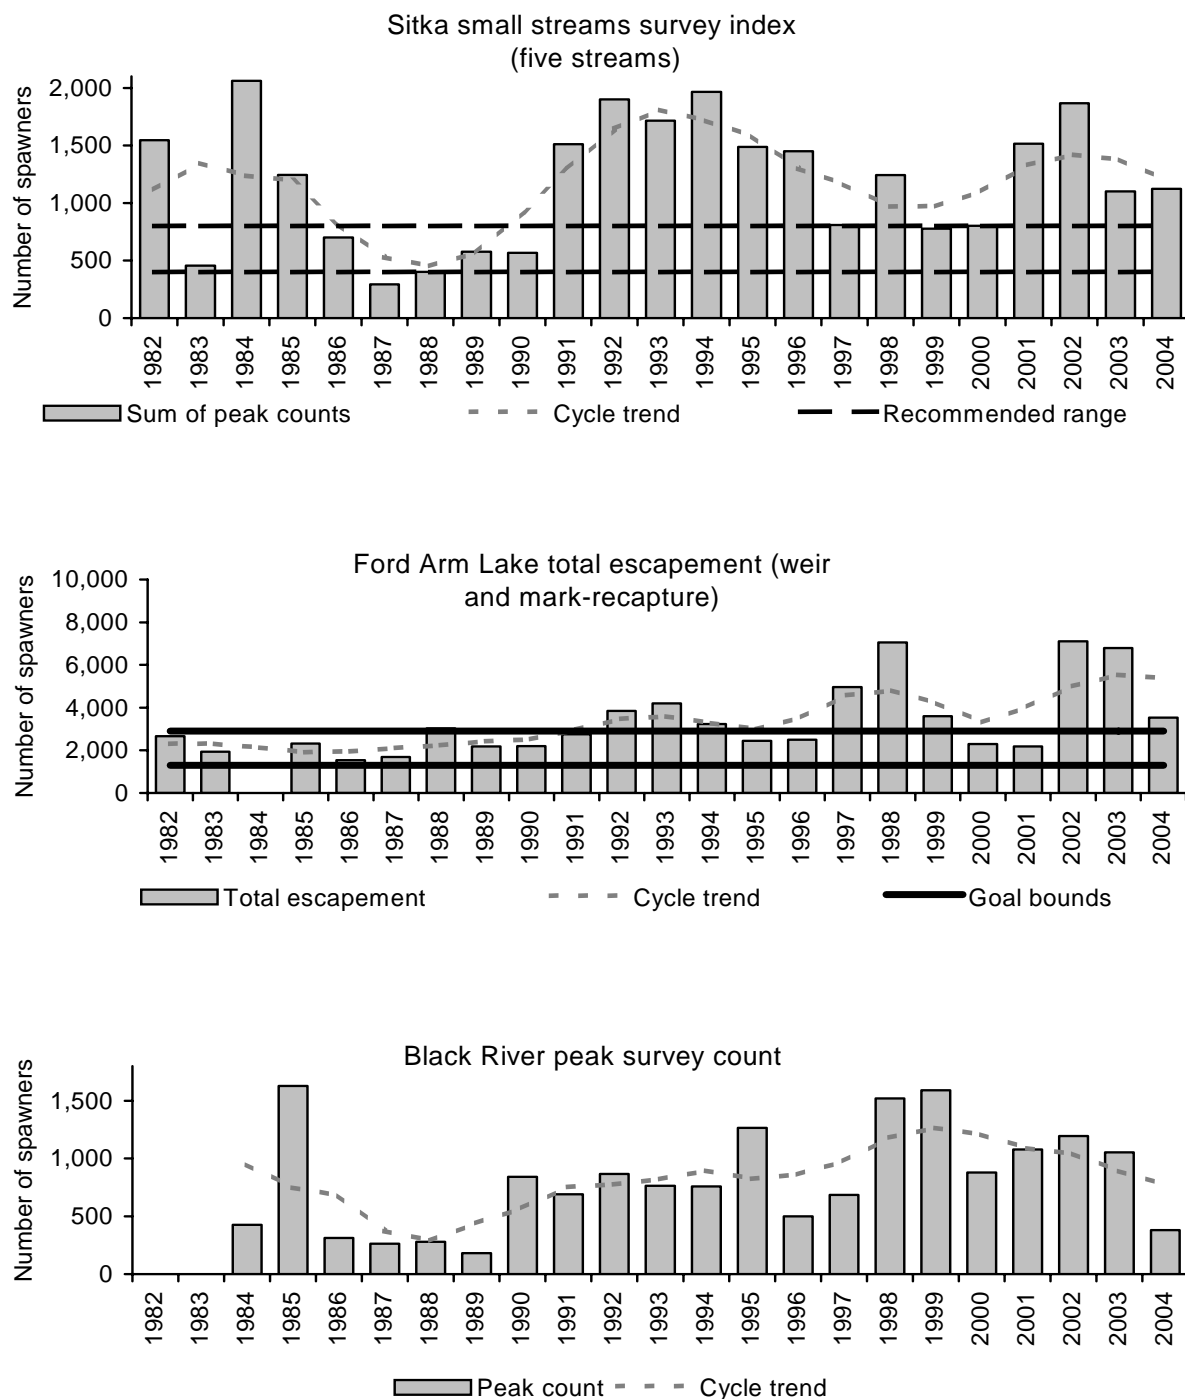 Sitka small streams survey index
(five streams)
Number of spawners
2,000
1,500
1,000
500
0
1982 1983 1984 1985 1986 1987 1988 1989 1990 1991 1992 1993 1994 1995 1996 1997 1998 1999 2000 2001 2002 2003 2004
Sum of peak counts Cycle trend Recommended range
Ford Arm Lake total escapement (weir
and mark-recapture)
Number of spawners
10,000
8,000
6,000
4,000
2,000
0
1982 1983 1984 1985 1986 1987 1988 1989 1990 1991 1992 1993 1994 1995 1996 1997 1998 1999 2000 2001 2002 2003 2004
Total escapement Cycle trend Goal bounds
Black River peak survey count
Number of spawners
1,500
1,000
500
0
1982 1983 1984 1985 1986 1987 1988 1989 1990 1991 1992 1993 1994 1995 1996 1997 1998 1999 2000 2001 2002 2003 2004
Peak count Cycle trend